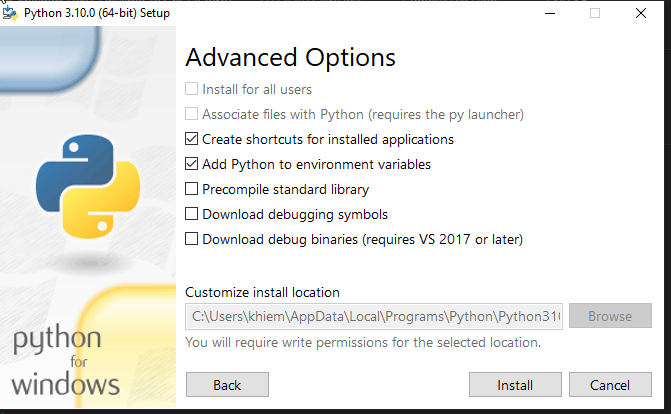 Python 3.10.0 (64-bit) Setup
Advanced Options
Install for all users
Associate files with Python (requires the py launcher)
Create shortcuts for installed applications
Add Python to environment variables
Precompile standard library
Download debugging symbols
Download debug binaries (requires VS 2017 or later)
Customize install location
C:\Users\khiem\AppData\Local\Programs\Python\Python31
Browse
You will require write permissions for the selected location.
python
for
windows
Back
Install
Cancel